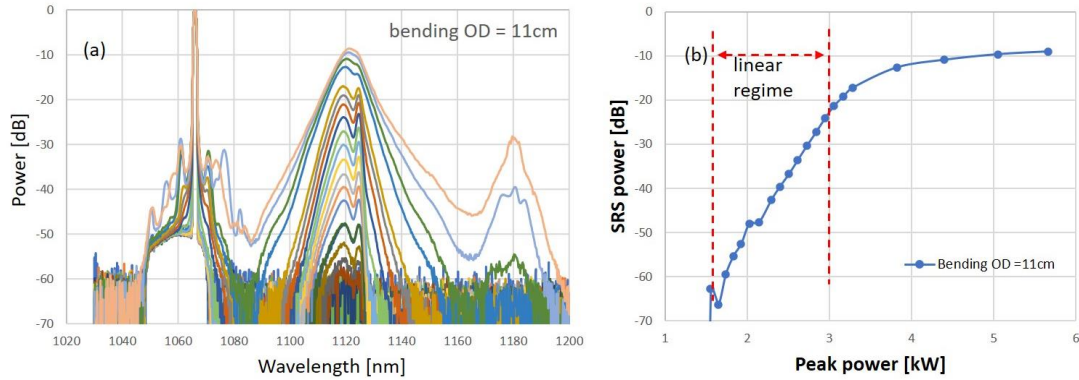 (a)
bending OD = 11cm
Power [dB]
0
-10
-20
-30
-40
-50
-60
-70
1020 1040 1060 1080 1100 1120 1140 1160 1180 1200
Wavelength [nm]
(b)
linear
regime
SRS power [dB]
0
-10
-20
-30
-40
-50
-60
-70
Bending OD =11cm
1 2 3 4 5 6
Peak power [kW]